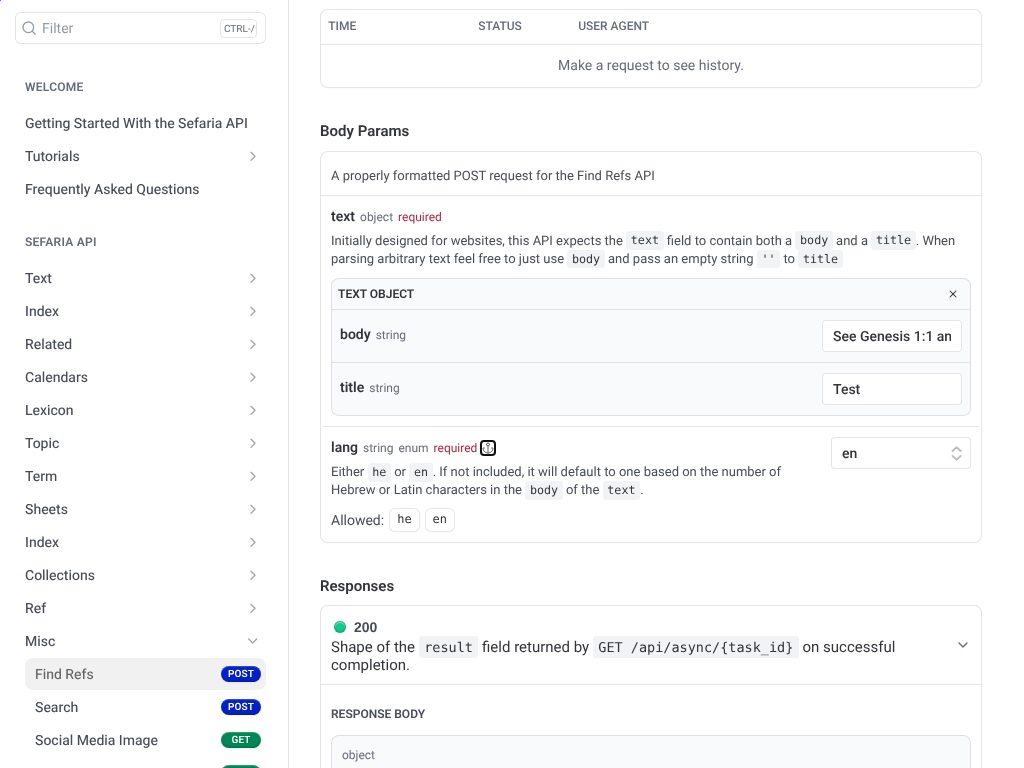 Filter
CTRL-/
WELCOME
Getting Started With the Sefaria API
Tutorials
Frequently Asked Questions
SEFARIA API
Text
Index
Related
Calendars
Lexicon
Topic
Term
Sheets
Index
Collections
Ref
Misc
Find Refs POST
Search POST
Social Media Image GET
TIME STATUS USER AGENT
Make a request to see history.
Body Params
A properly formatted POST request for the Find Refs API
text object required
Initially designed for websites, this API expects the text field to contain both a body and a title. When
parsing arbitrary text feel free to just use body and pass an empty string '' to title
TEXT OBJECT
body string
See Genesis 1:1 an
title string
Test
lang string enum required
en
Either he or en. If not included, it will default to one based on the number of
Hebrew or Latin characters in the body of the text.
Allowed: he en
Responses
200
Shape of the result field returned by GET /api/async/{task_id} on successful
completion.
RESPONSE BODY
object